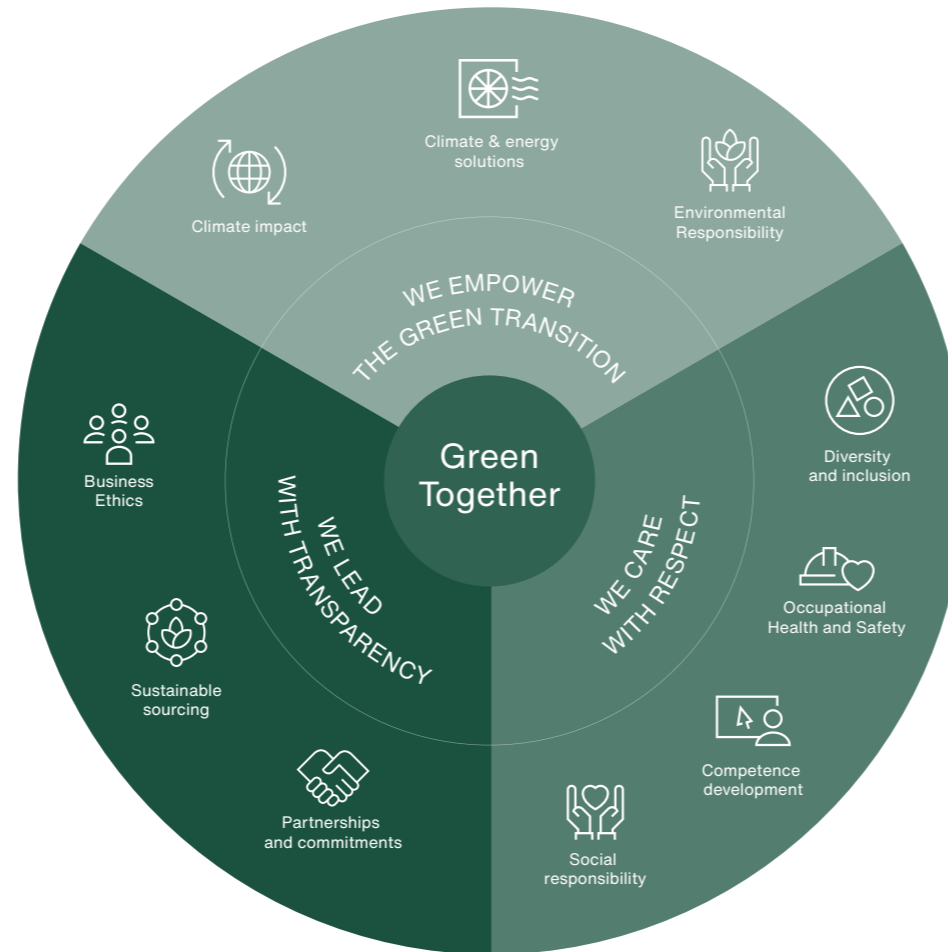 Climate & energy
solutions
Climate impact
Environmental
Responsibility
WE EMPOWER
THE GREEN TRANSITION
Green
Together
Diversity
and inclusion
Occupational
Health and Safety
Competence
development
Social
responsibility
WE CARE
WITH RESPECT
Business
Ethics
Sustainable
sourcing
Partnerships
and commitments
WE LEAD
WITH TRANSPARENCY